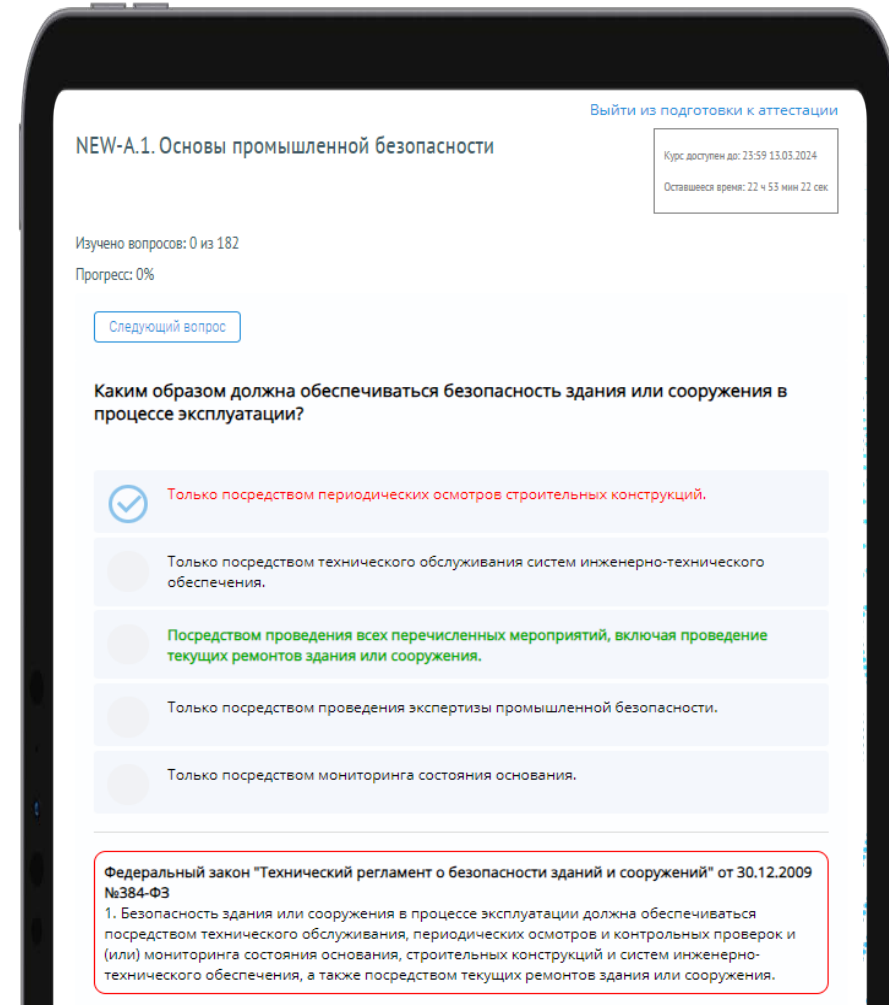 Выйти из подготовки к аттестации
NEW-А.1. Основы промышленной безопасности
Курс доступен до: 23:59 13.03.2024
Оставшееся время: 22 ч 53 мин 22 сек
Изучено вопросов: 0 из 182
Прогресс: 0%
Следующий вопрос
Каким образом должна обеспечиваться безопасность здания или сооружения в
процессе эксплуатации?
Только посредством периодических осмотров строительных конструкций.
Только посредством технического обслуживания систем инженерно-технического
обеспечения.
Посредством проведения всех перечисленных мероприятий, включая проведение
текущих ремонтов здания или сооружения.
Только посредством проведения экспертизы промышленной безопасности.
Только посредством мониторинга состояния основания.
Федеральный закон "Технический регламент о безопасности зданий и сооружений" от 30.12.2009
№384-ФЗ
1. Безопасность здания или сооружения в процессе эксплуатации должна обеспечиваться
посредством технического обслуживания, периодических осмотров и контрольных проверок и
(или) мониторинга состояния основания, строительных конструкций и систем инженерно-
технического обеспечения, а также посредством текущих ремонтов здания или сооружения.